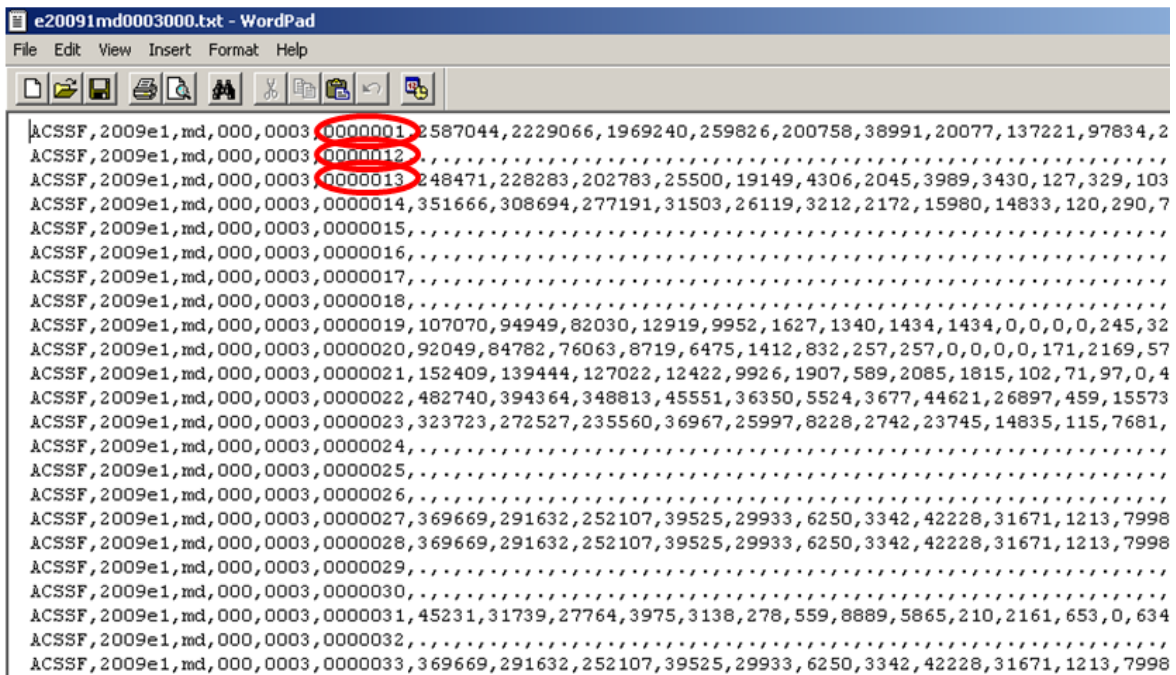 e20091md0003000.txt - WordPad
File Edit View Insert Format Help
ACSSF,2009e1,md,000,0003,0000001,2587044,2229066,1969240,259826,200758,38991,20077,137221,97834,2
ACSSF,2009e1,md,000,0003,0000012,.,.,.,.,.,.,.,.,.,.,.,.,.,.,.,.,.,.,.,.,.,.,.,.,.,.,.,.,.,.,.,.,
ACSSF,2009e1,md,000,0003,0000013,248471,228283,202783,25500,19149,4306,2045,3989,3430,127,329,103
ACSSF,2009e1,md,000,0003,0000014,351666,308694,277191,31503,26119,3212,2172,15980,14833,120,290,7
ACSSF,2009e1,md,000,0003,0000015,.,.,.,.,.,.,.,.,.,.,.,.,.,.,.,.,.,.,.,.,.,.,.,.,.,.,.,.,.,.,.,.,
ACSSF,2009e1,md,000,0003,0000016,.,.,.,.,.,.,.,.,.,.,.,.,.,.,.,.,.,.,.,.,.,.,.,.,.,.,.,.,.,.,.,.,
ACSSF,2009e1,md,000,0003,0000017,.,.,.,.,.,.,.,.,.,.,.,.,.,.,.,.,.,.,.,.,.,.,.,.,.,.,.,.,.,.,.,.,
ACSSF,2009e1,md,000,0003,0000018,.,.,.,.,.,.,.,.,.,.,.,.,.,.,.,.,.,.,.,.,.,.,.,.,.,.,.,.,.,.,.,.,
ACSSF,2009e1,md,000,0003,0000019,107070,94949,82030,12919,9952,1627,1340,1434,1434,0,0,0,0,245,32
ACSSF,2009e1,md,000,0003,0000020,92049,84782,76063,8719,6475,1412,832,257,257,0,0,0,0,171,2169,57
ACSSF,2009e1,md,000,0003,0000021,152409,139444,127022,12422,9926,1907,589,2085,1815,102,71,97,0,4
ACSSF,2009e1,md,000,0003,0000022,482740,394364,348813,45551,36350,5524,3677,44621,26897,459,15573
ACSSF,2009e1,md,000,0003,0000023,323723,272527,235560,36967,25997,8228,2742,23745,14835,115,7681,
ACSSF,2009e1,md,000,0003,0000024,.,.,.,.,.,.,.,.,.,.,.,.,.,.,.,.,.,.,.,.,.,.,.,.,.,.,.,.,.,.,.,.,
ACSSF,2009e1,md,000,0003,0000025,.,.,.,.,.,.,.,.,.,.,.,.,.,.,.,.,.,.,.,.,.,.,.,.,.,.,.,.,.,.,.,.,
ACSSF,2009e1,md,000,0003,0000026,.,.,.,.,.,.,.,.,.,.,.,.,.,.,.,.,.,.,.,.,.,.,.,.,.,.,.,.,.,.,.,.,
ACSSF,2009e1,md,000,0003,0000027,369669,291632,252107,39525,29933,6250,3342,42228,31671,1213,7998
ACSSF,2009e1,md,000,0003,0000028,369669,291632,252107,39525,29933,6250,3342,42228,31671,1213,7998
ACSSF,2009e1,md,000,0003,0000029,.,.,.,.,.,.,.,.,.,.,.,.,.,.,.,.,.,.,.,.,.,.,.,.,.,.,.,.,.,.,.,.,
ACSSF,2009e1,md,000,0003,0000030,.,.,.,.,.,.,.,.,.,.,.,.,.,.,.,.,.,.,.,.,.,.,.,.,.,.,.,.,.,.,.,.,
ACSSF,2009e1,md,000,0003,0000031,45231,31739,27764,3975,3138,278,559,8889,5865,210,2161,653,0,634
ACSSF,2009e1,md,000,0003,0000032,.,.,.,.,.,.,.,.,.,.,.,.,.,.,.,.,.,.,.,.,.,.,.,.,.,.,.,.,.,.,.,.,
ACSSF,2009e1,md,000,0003,0000033,369669,291632,252107,39525,29933,6250,3342,42228,31671,1213,7998